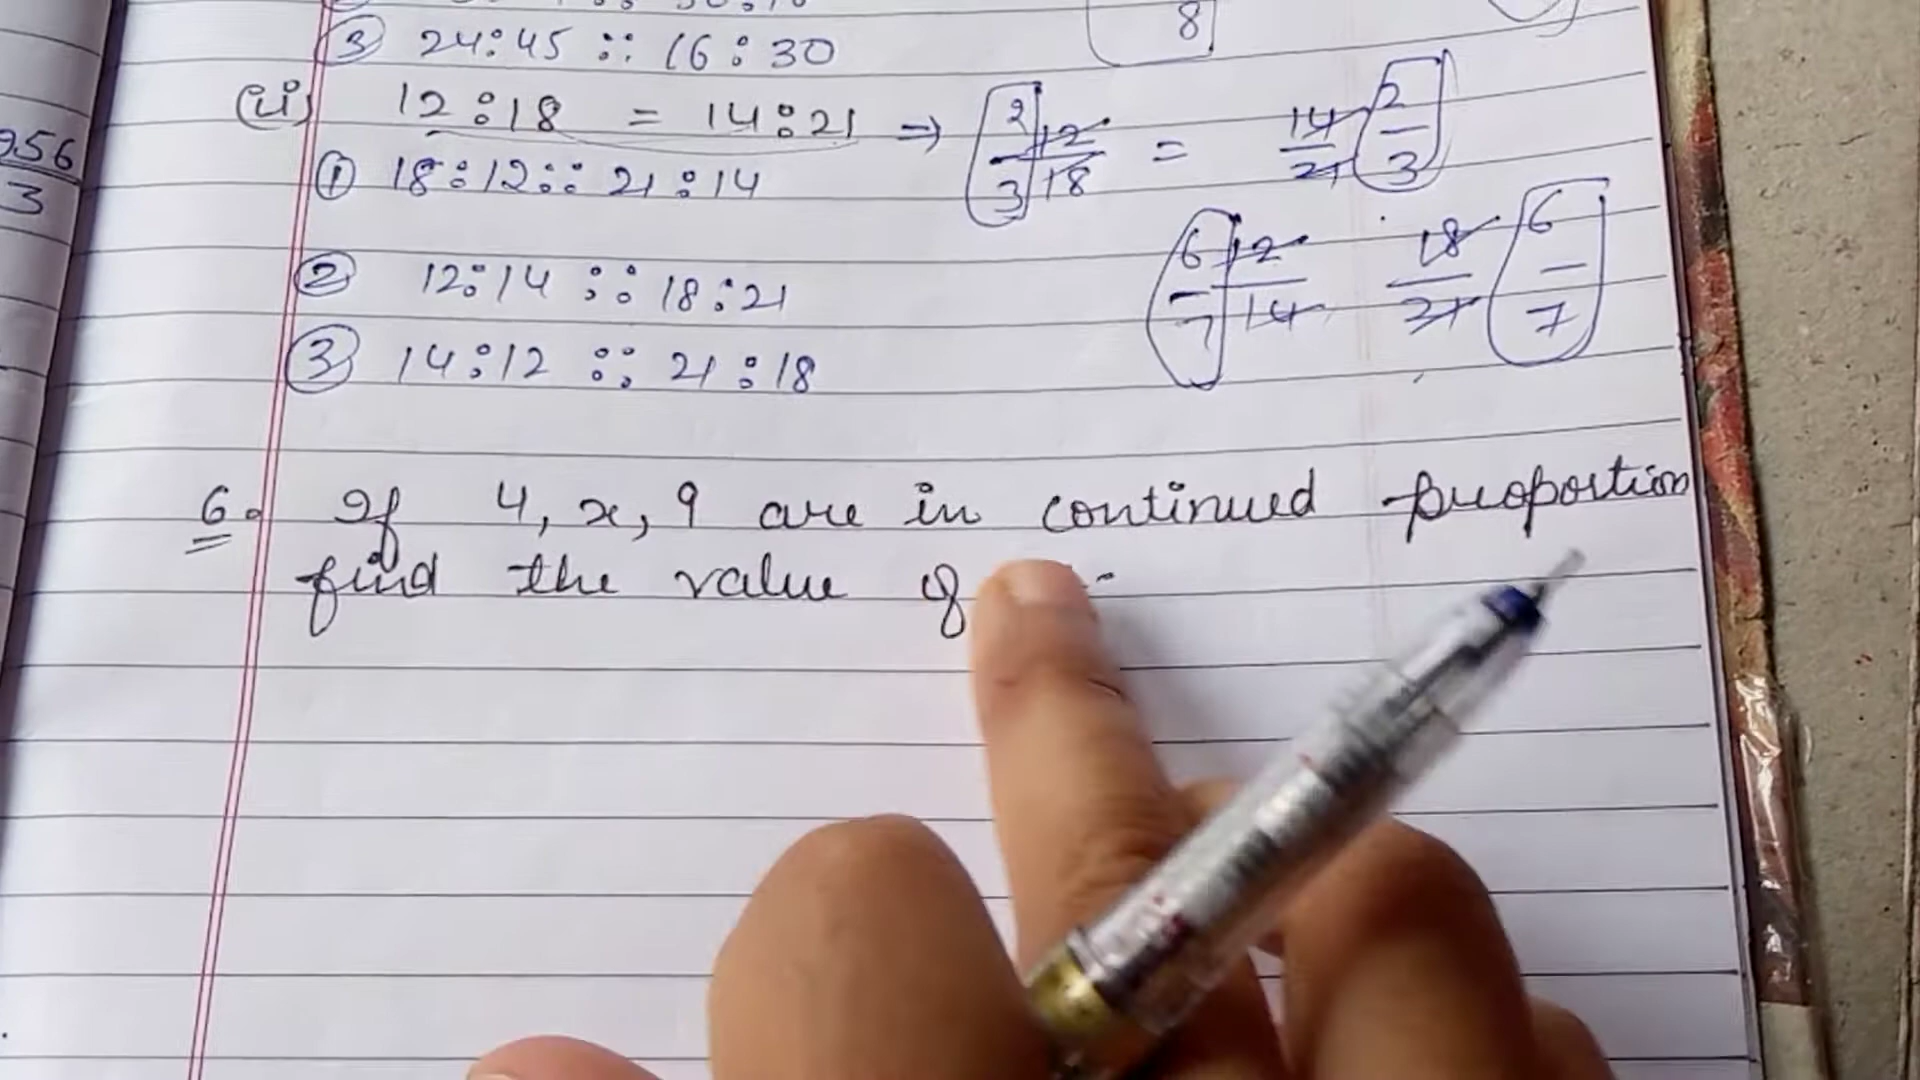 8
③ 24:45 :: 16:30
(ii) 12:18 = 14:21 ⇒ 2/3 12/18 = 14/21 2/3
① 18:12 :: 21:14
② 12:14 :: 18:21
6/7 12/14 18/21 6/7
③ 14:12 :: 21:18
6. If 4, x, 9 are in continued proportion
find the value of